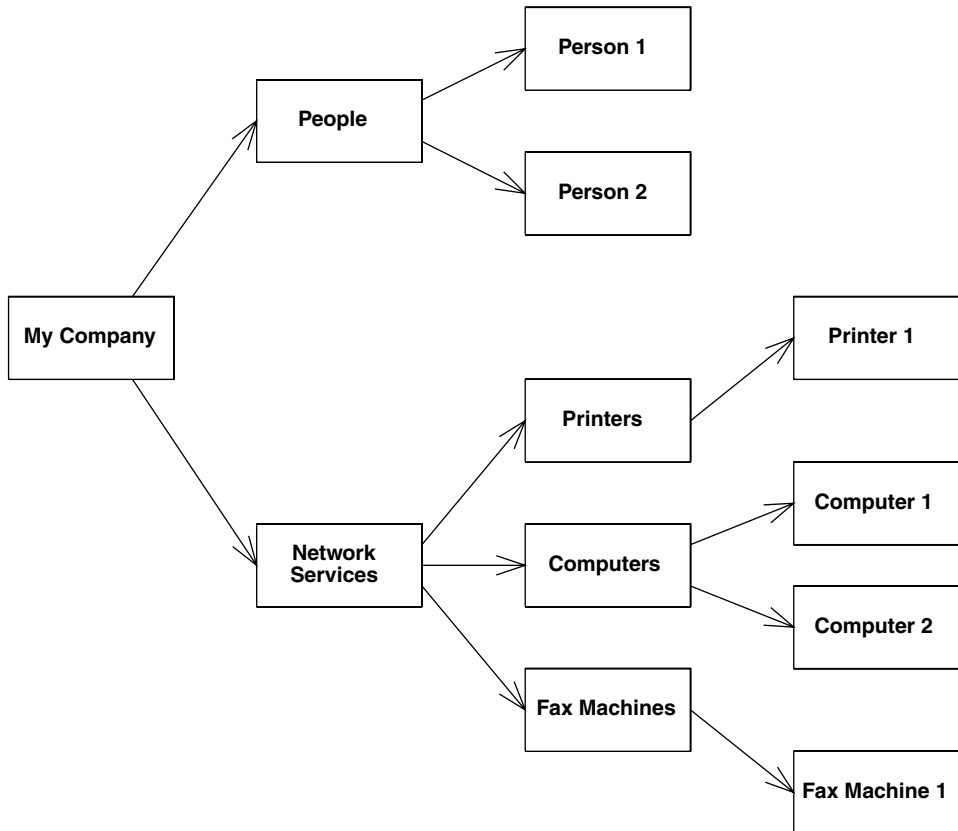 Person 1
People
Person 2
My Company
Printer 1
Printers
Computer 1
Network
Services
Computers
Computer 2
Fax Machines
Fax Machine 1